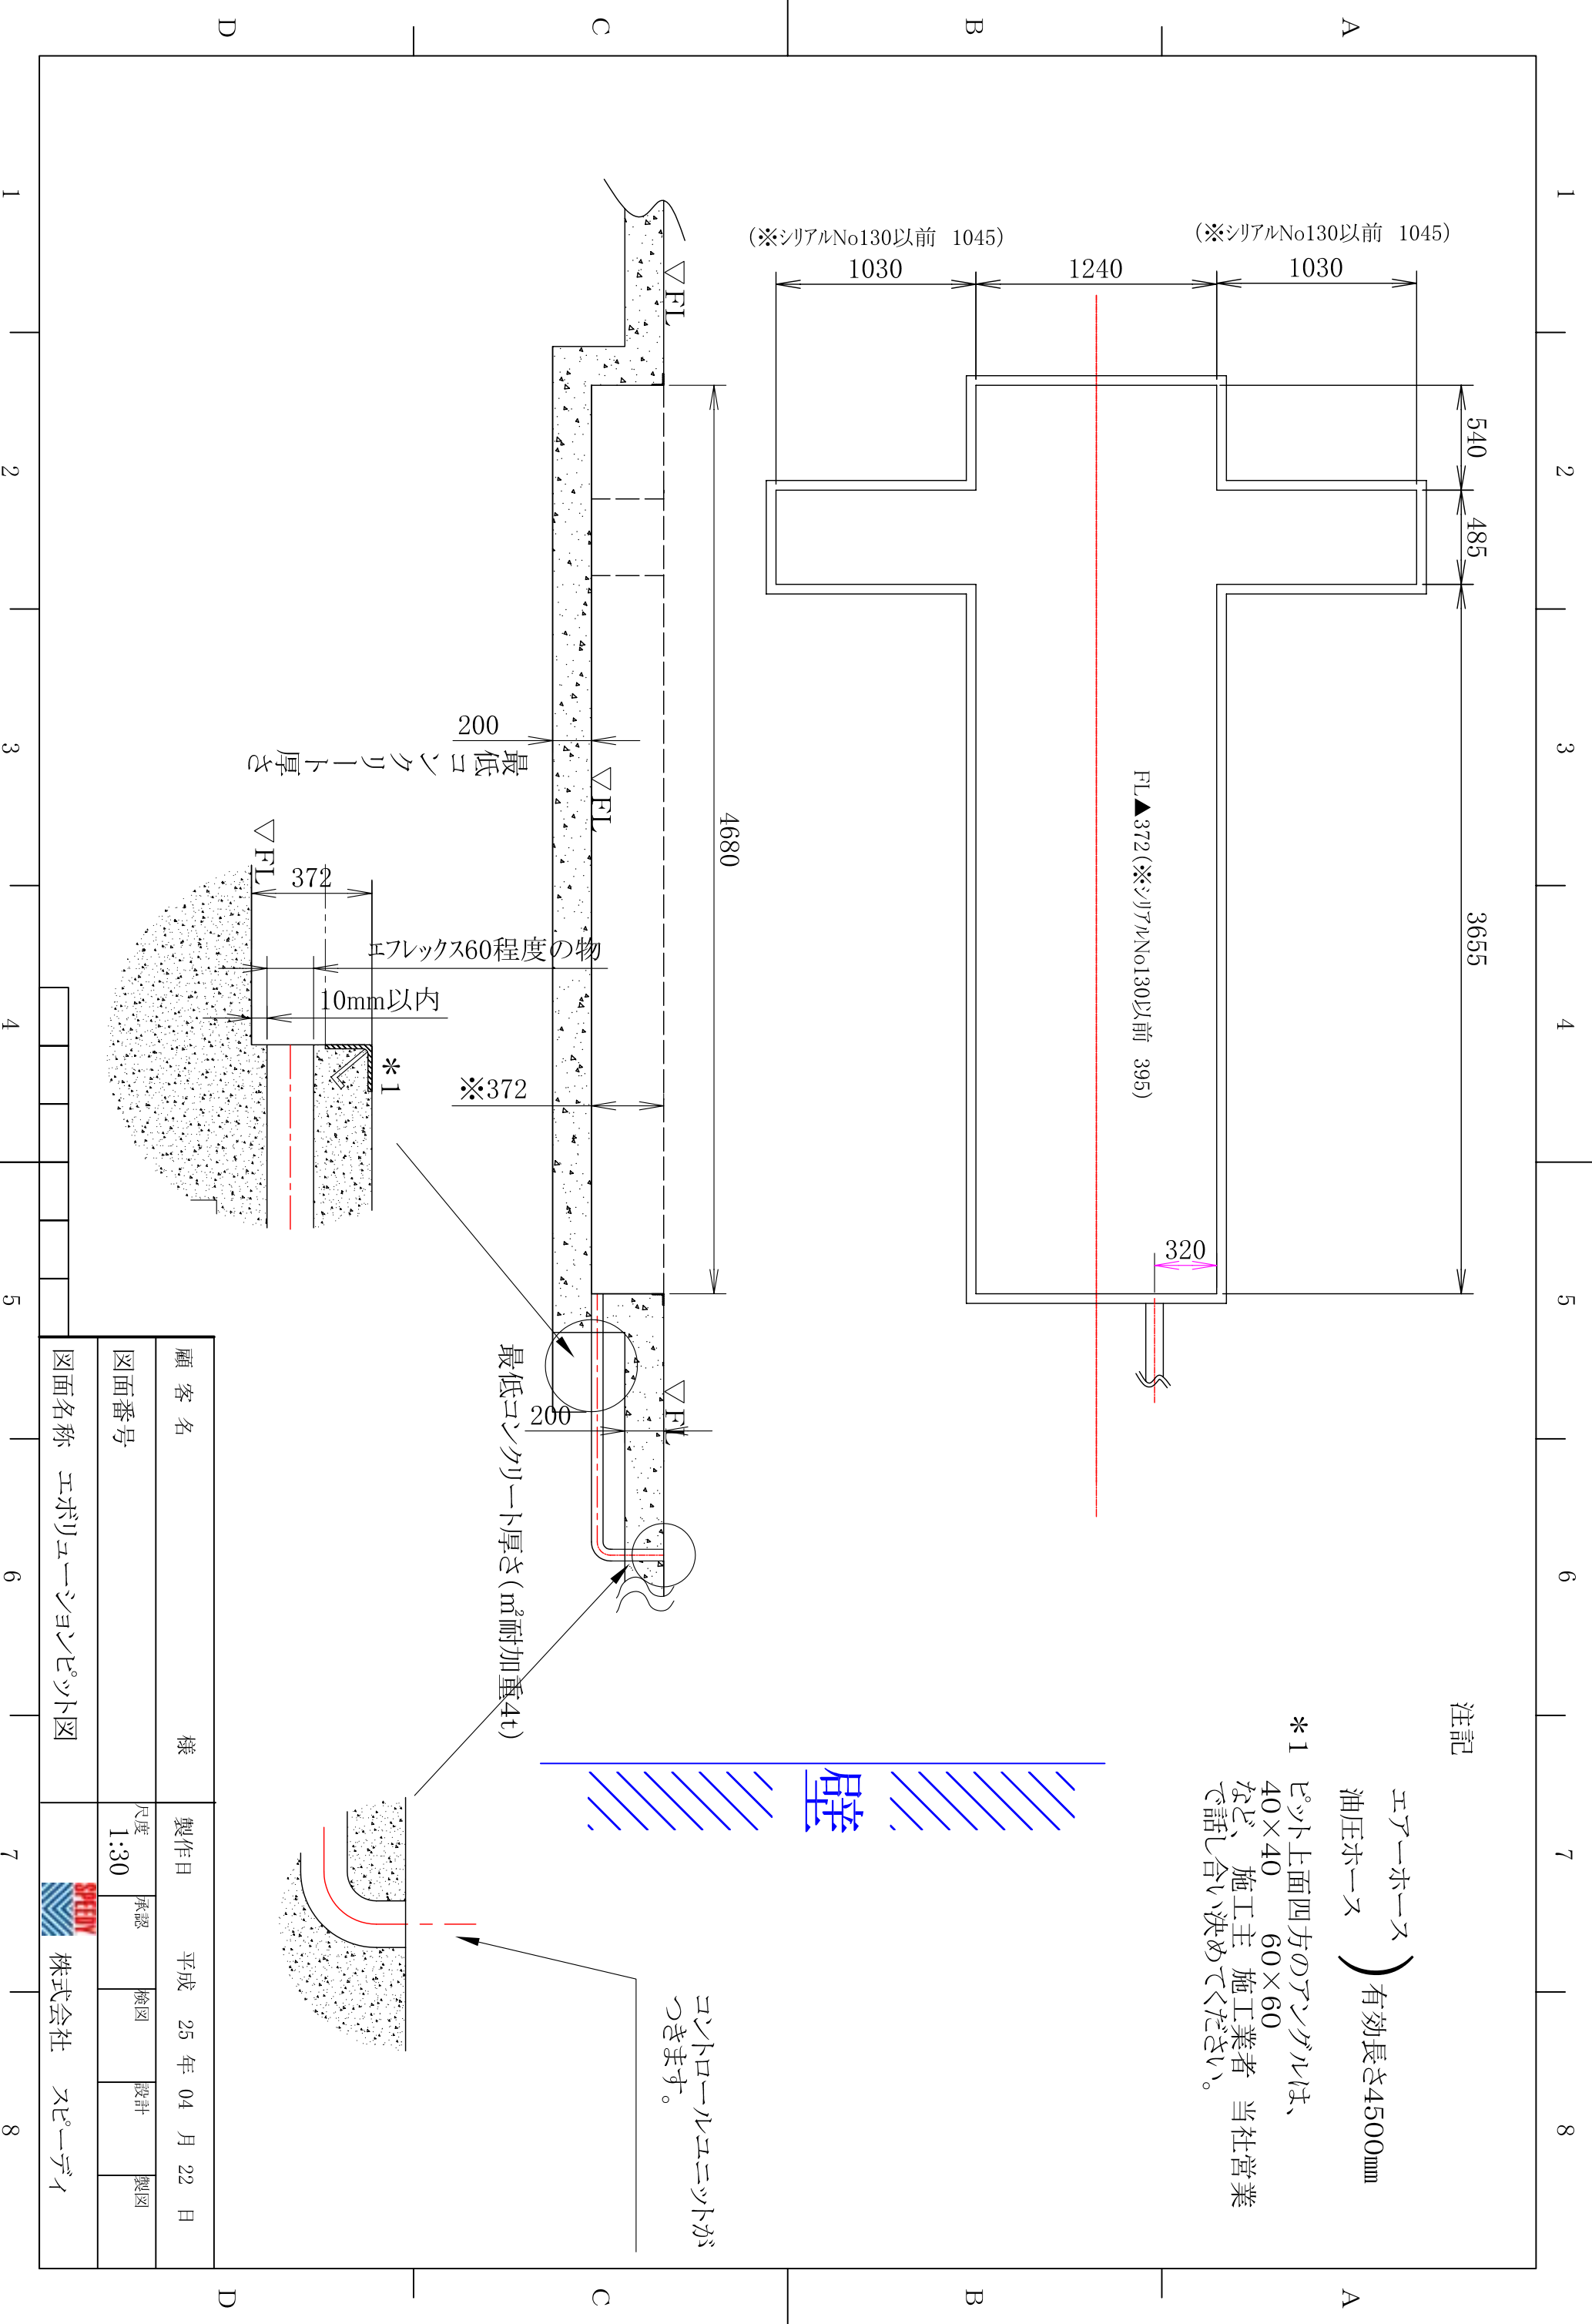 A
B
C
D
1
2
3
4
5
6
7
8
(※シリアルNo130以前 1045)
1030
1240
(※シリアルNo130以前 1045)
1030
540
485
3655
FL▲372(※シリアルNo130以前 395)
320
▽FL
4680
200
最低コンクリート厚さ
▽FL
※372
▽FL
200
最低コンクリート厚さ(㎡耐加重4t)
▽FL
372
エフレックス60程度の物
10mm以内
*1
壁
コントロールユニットが
つきます。
注記
エアーホース
油圧ホース
)有効長さ4500㎜
*1 ピット上面四方のアングルは、
40×40 60×60
など、施工主 施工業者 当社営業
で話し合い決めてください。
顧客名 様
製作日 平成 25 年 04 月 22 日
図面番号
尺度 1:30
承認
検図
設計
製図
図面名称 エボリューションピット図
SPEEDY
株式会社 スピーディ
1
2
3
4
5
6
7
8
A
B
C
D